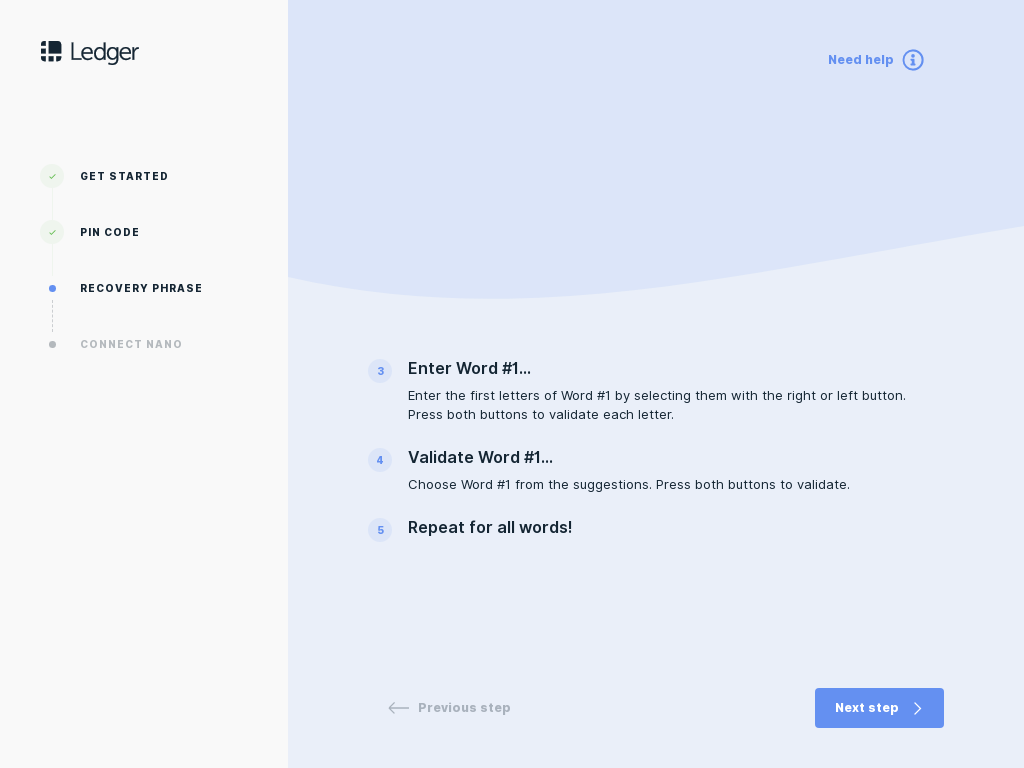 Ledger
Need help
GET STARTED
PIN CODE
RECOVERY PHRASE
CONNECT NANO
3
Enter Word #1...
Enter the first letters of Word #1 by selecting them with the right or left button.
Press both buttons to validate each letter.
4
Validate Word #1...
Choose Word #1 from the suggestions. Press both buttons to validate.
5
Repeat for all words!
Previous step
Next step